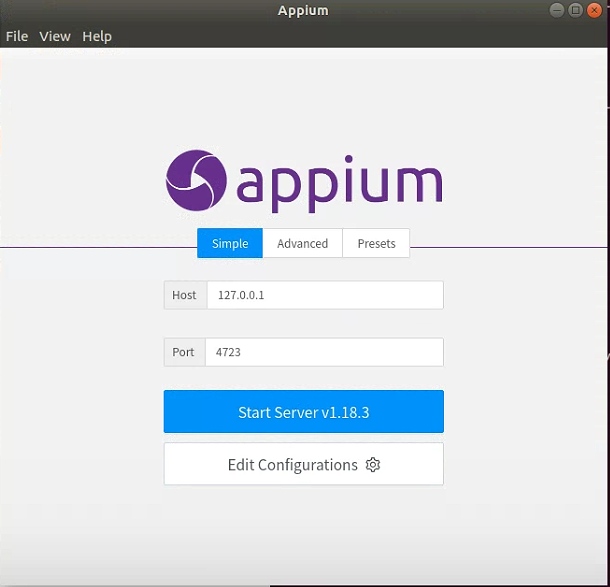 Appium
File View Help
appium
Simple Advanced Presets
Host 127.0.0.1
Port 4723
Start Server v1.18.3
Edit Configurations